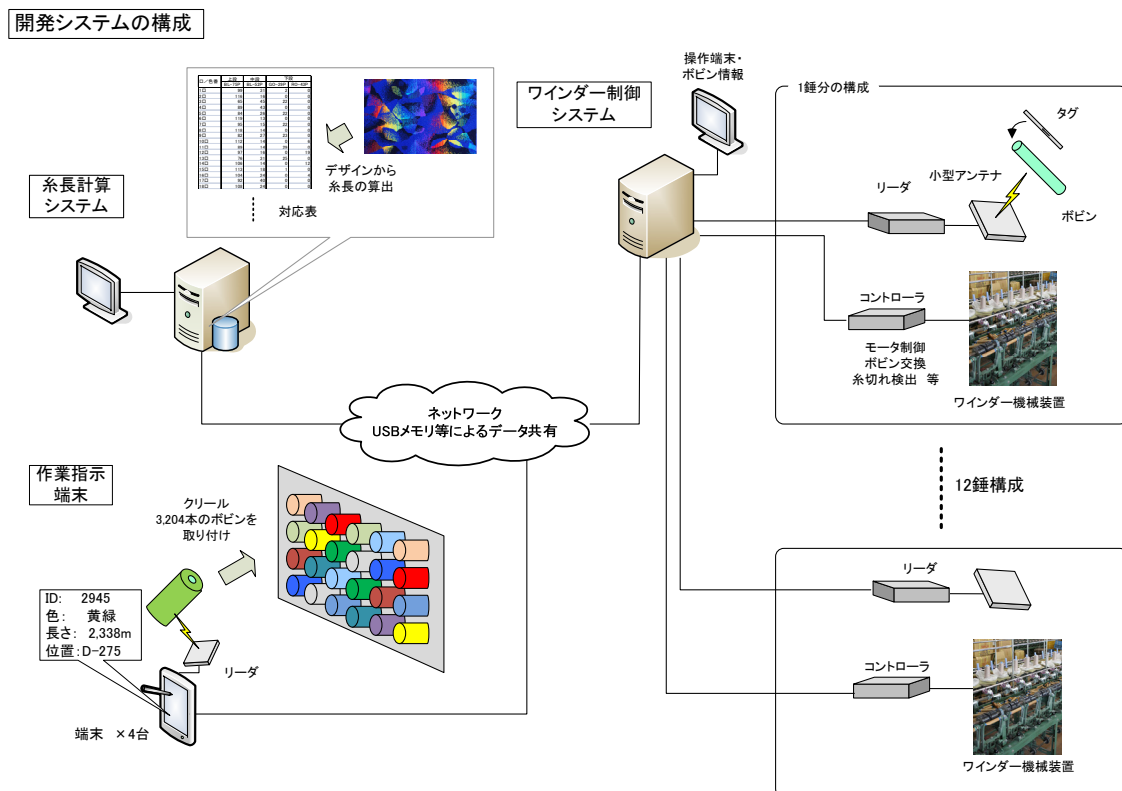 開発システムの構成
操作端末・
ボビン情報
ワインダー制御
システム
1錘分の構成
タグ
小型アンテナ
リーダ
ボビン
上段
中段
下段
デザインから
糸長の算出
対応表
糸長計算
システム
コントローラ
モータ制御
ボビン交換
糸切れ検出 等
ワインダー機械装置
ネットワーク
USBメモリ等によるデータ共有
12錘構成
作業指示
端末
クリール
3,204本のボビンを
取り付け
ID: 2945
色: 黄緑
長さ: 2,338m
位置:D-275
リーダ
端末 ×4台
リーダ
コントローラ
ワインダー機械装置